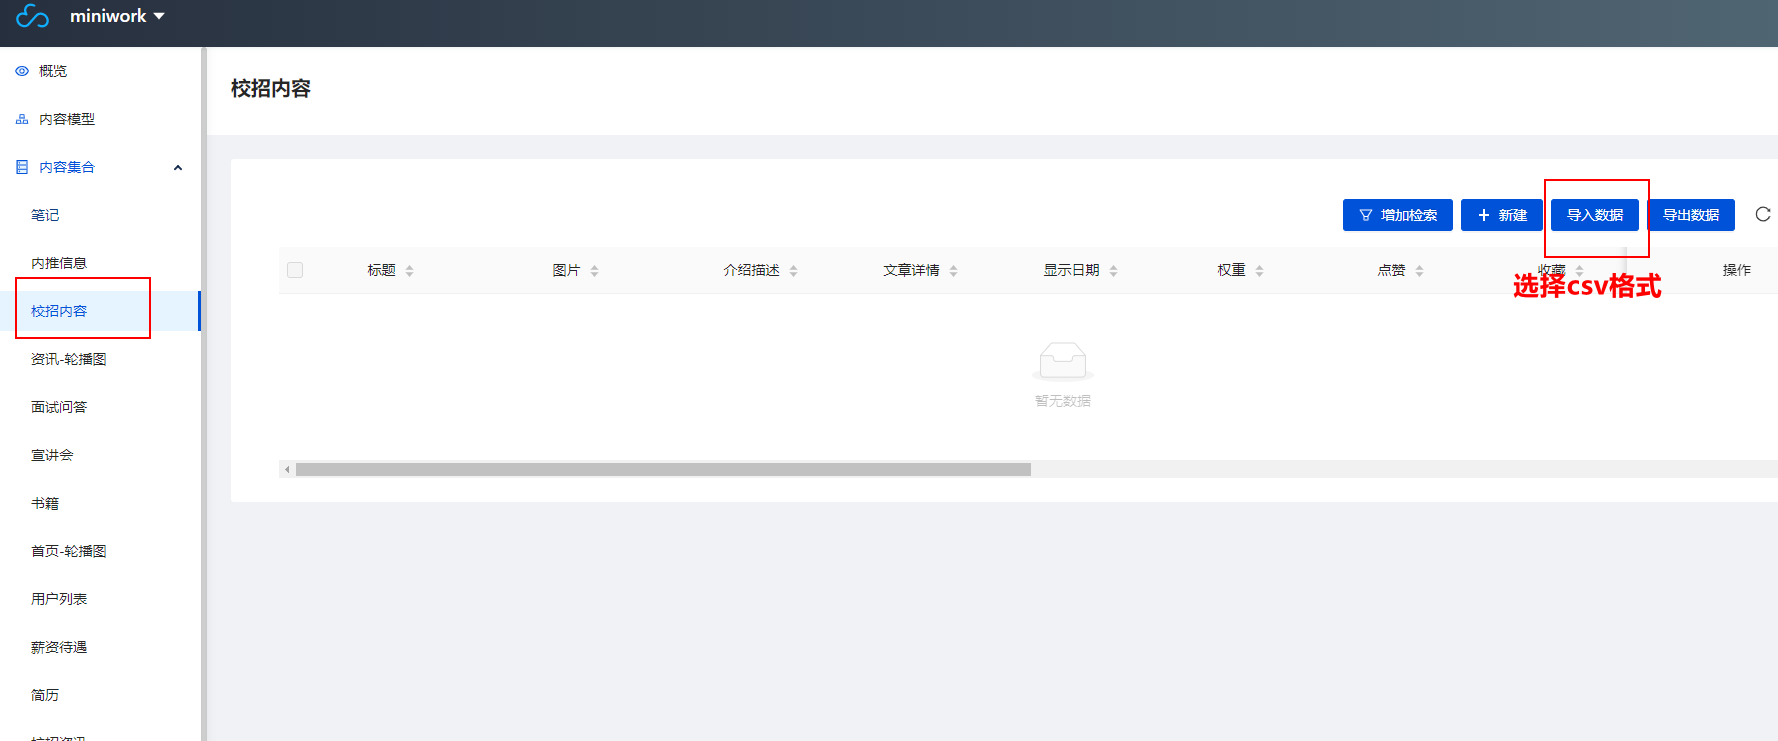 miniwork
概览
内容模型
内容集合
笔记
内推信息
校招内容
资讯-轮播图
面试问答
宣讲会
书籍
首页-轮播图
用户列表
薪资待遇
简历
校招资讯
校招内容
增加检索 新建 导入数据 导出数据
标题 图片 介绍描述 文章详情 显示日期 权重 点赞 收藏 操作
选择csv格式
暂无数据